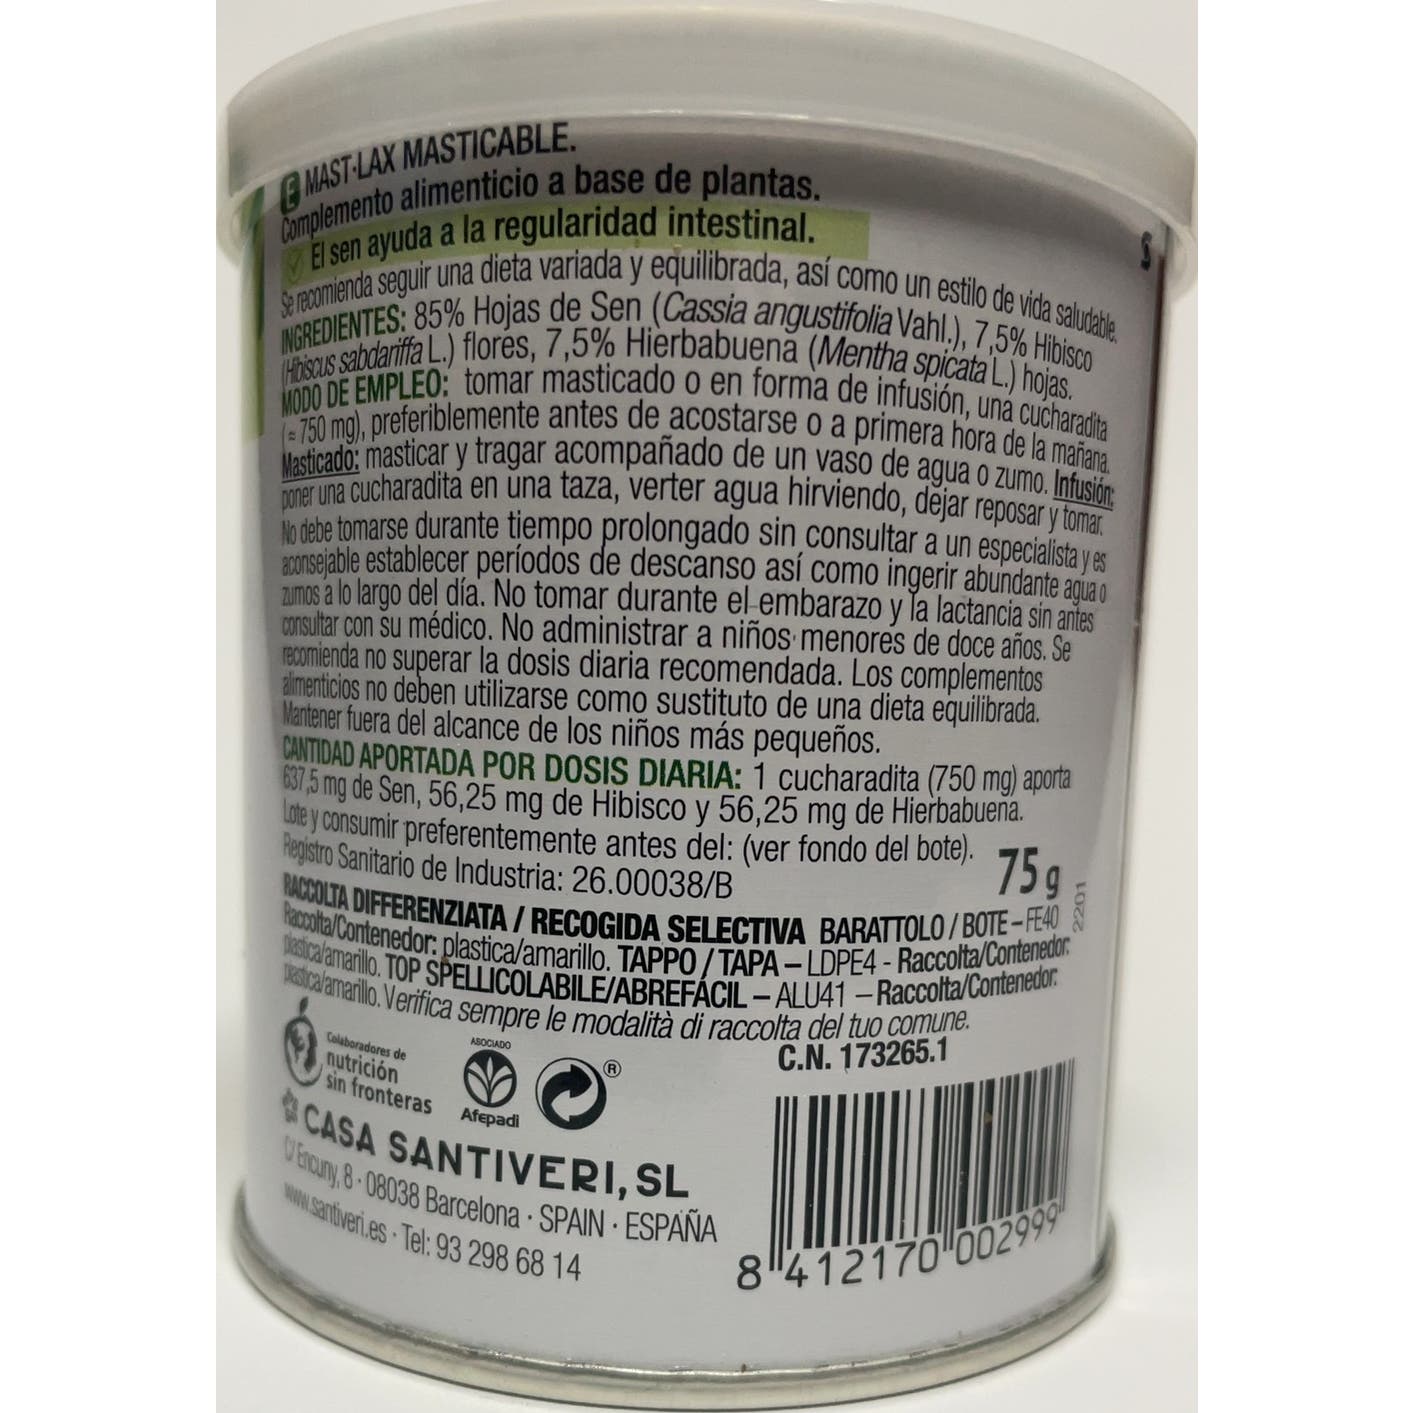 E MAST·LAX MASTICABLE.
Complemento alimenticio a base de plantas.
El sen ayuda a la regularidad intestinal.
Se recomienda seguir una dieta variada y equilibrada, así como un estilo de vida saludable.
INGREDIENTES: 85% Hojas de Sen (Cassia angustifolia Vahl.), 7,5% Hibisco
(Hibiscus sabdariffa L.) flores, 7,5% Hierbabuena (Mentha spicata L.) hojas.
MODO DE EMPLEO: tomar masticado o en forma de infusión, una cucharadita
(≈ 750 mg), preferiblemente antes de acostarse o a primera hora de la mañana.
Masticado: masticar y tragar acompañado de un vaso de agua o zumo. Infusión:
poner una cucharadita en una taza, verter agua hirviendo, dejar reposar y tomar.
No debe tomarse durante tiempo prolongado sin consultar a un especialista y es
aconsejable establecer períodos de descanso así como ingerir abundante agua o
zumos a lo largo del día. No tomar durante el embarazo y la lactancia sin antes
consultar con su médico. No administrar a niños menores de doce años. Se
recomienda no superar la dosis diaria recomendada. Los complementos
alimenticios no deben utilizarse como sustituto de una dieta equilibrada.
Mantener fuera del alcance de los niños más pequeños.
CANTIDAD APORTADA POR DOSIS DIARIA: 1 cucharadita (750 mg) aporta
637,5 mg de Sen, 56,25 mg de Hibisco y 56,25 mg de Hierbabuena.
Lote y consumir preferentemente antes del: (ver fondo del bote).
Registro Sanitario de Industria: 26.00038/B
75 g
2201
RACCOLTA DIFFERENZIATA / RECOGIDA SELECTIVA BARATTOLO / BOTE – FE40
Raccolta/Contenedor: plastica/amarillo. TAPPO / TAPA – LDPE4 - Raccolta/Contenedor:
plastica/amarillo. TOP SPELLICOLABILE/ABREFÁCIL – ALU41 – Raccolta/Contenedor:
plastica/amarillo. Verifica sempre le modalità di raccolta del tuo comune.
C.N. 173265.1
Colaboradores de
nutrición
sin fronteras
ASOCIADO
Afepadi
®
CASA SANTIVERI, SL
C/ Encuny, 8 · 08038 Barcelona · SPAIN · ESPAÑA
www.santiveri.es · Tel: 93 298 68 14
8 412170 002999